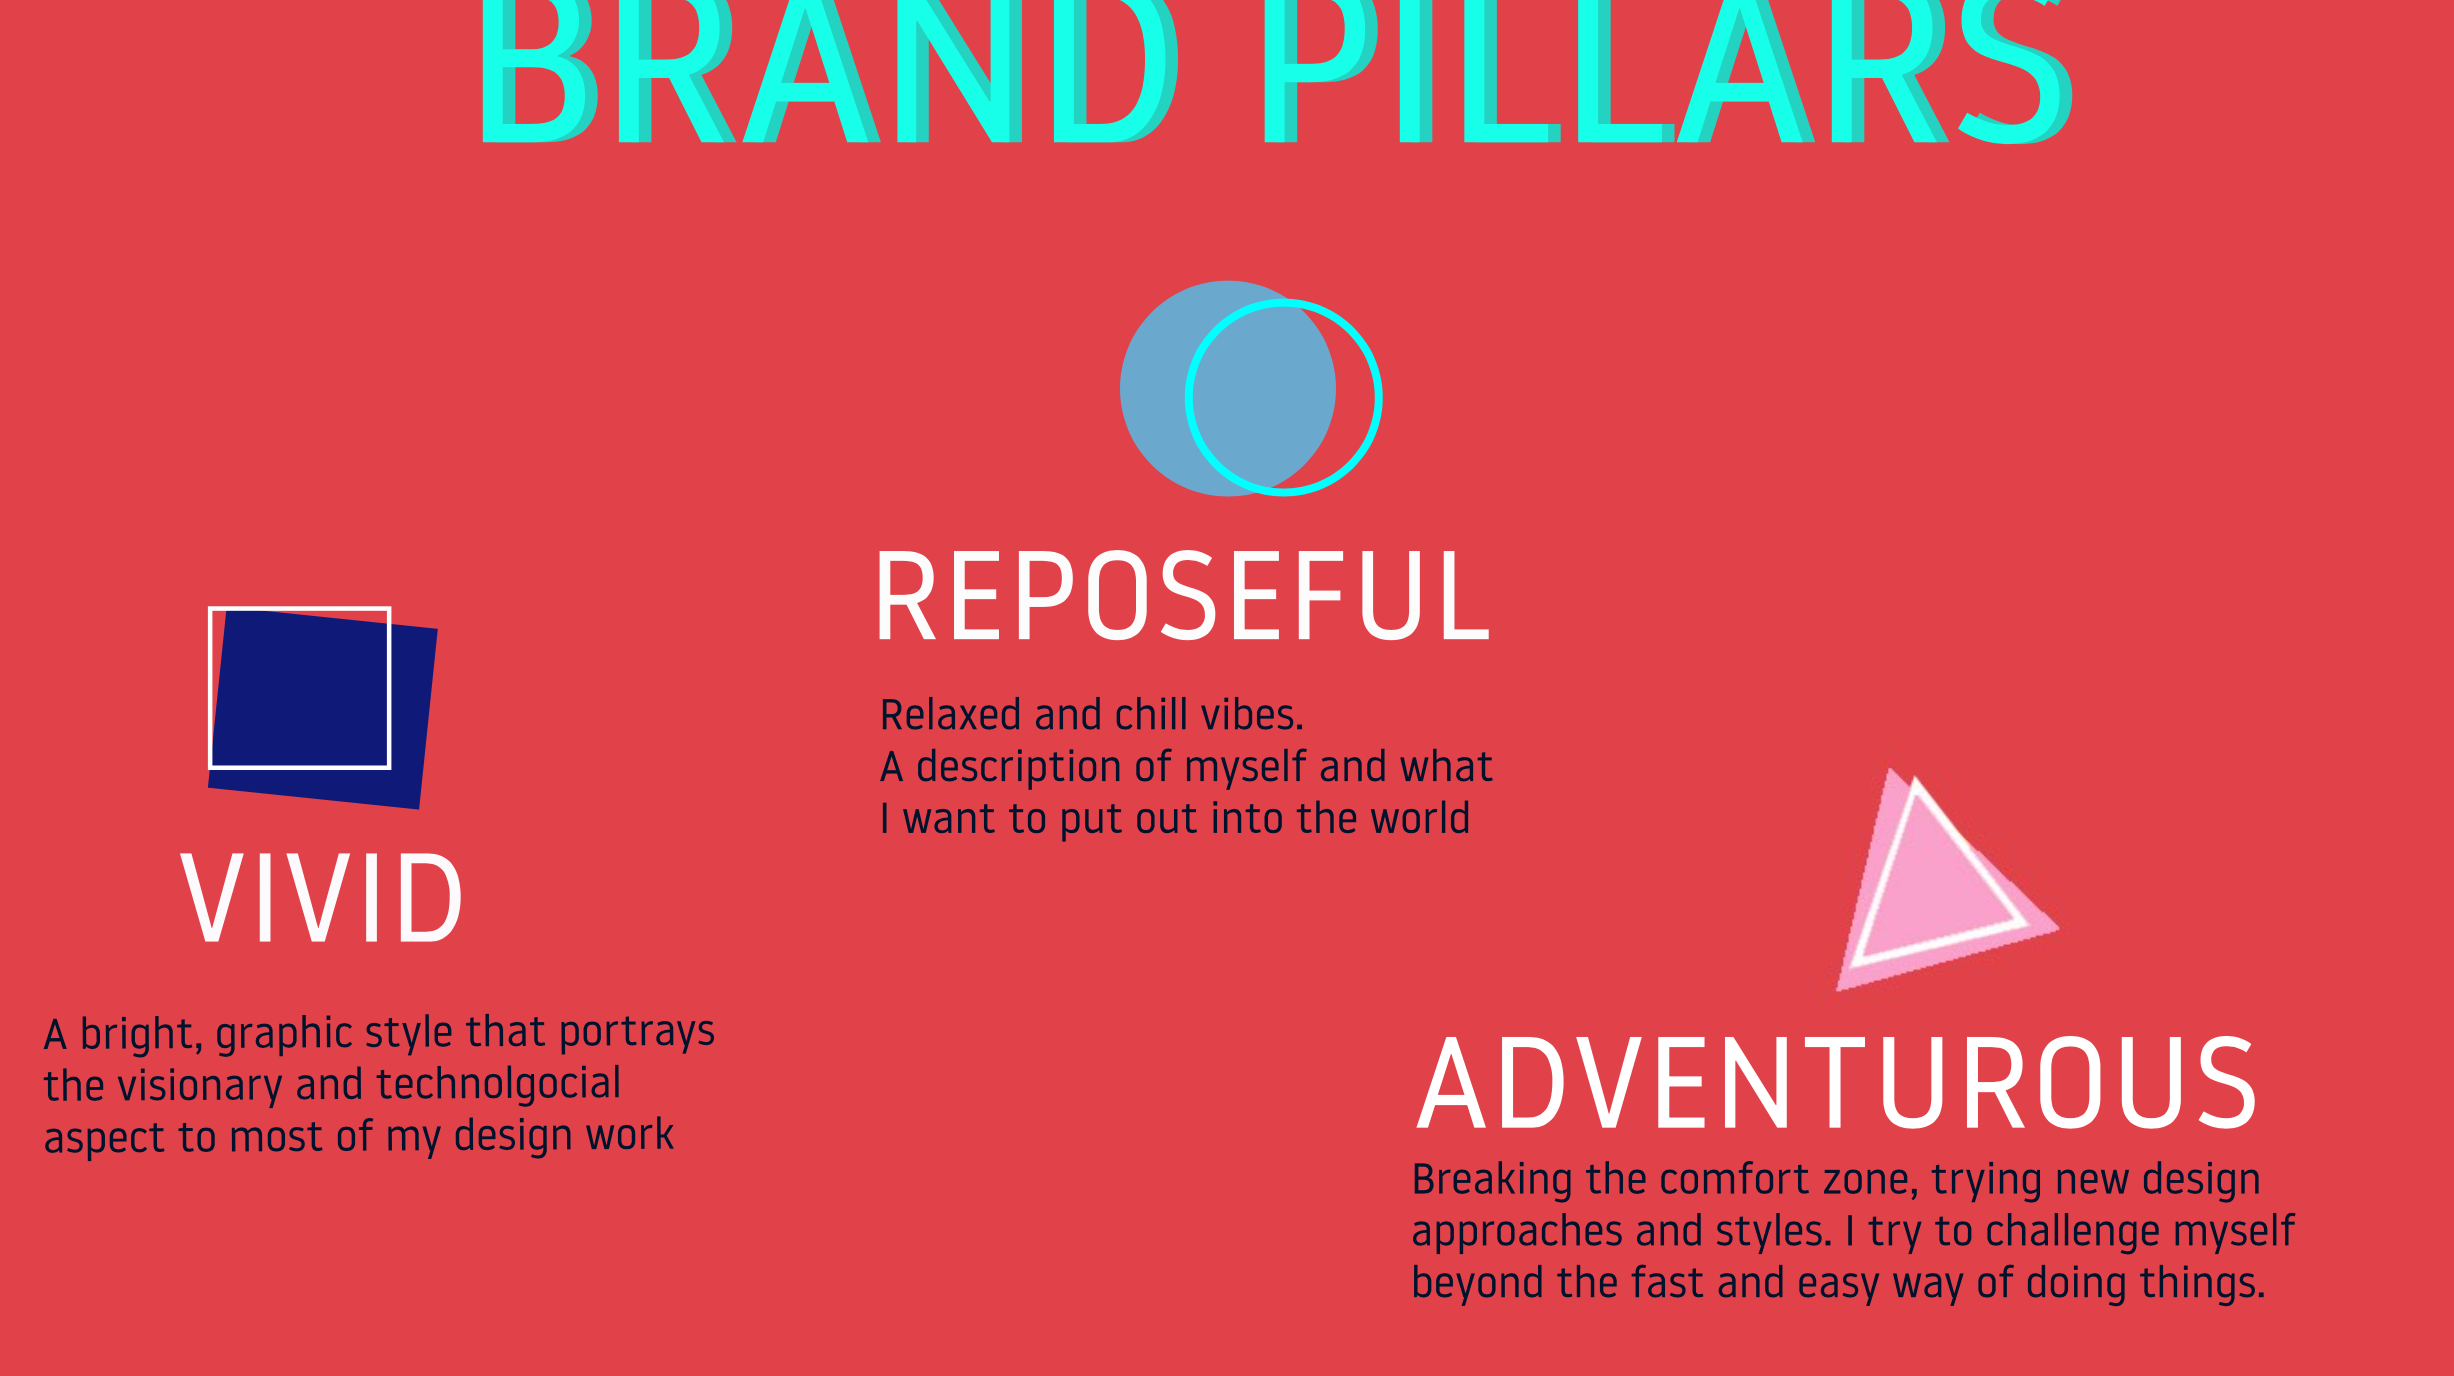 BRAND PILLARS
REPOSEFUL
Relaxed and chill vibes.
A description of myself and what
I want to put out into the world
VIVID
A bright, graphic style that portrays
the visionary and technolgocial
aspect to most of my design work
ADVENTUROUS
Breaking the comfort zone, trying new design
approaches and styles. I try to challenge myself
beyond the fast and easy way of doing things.